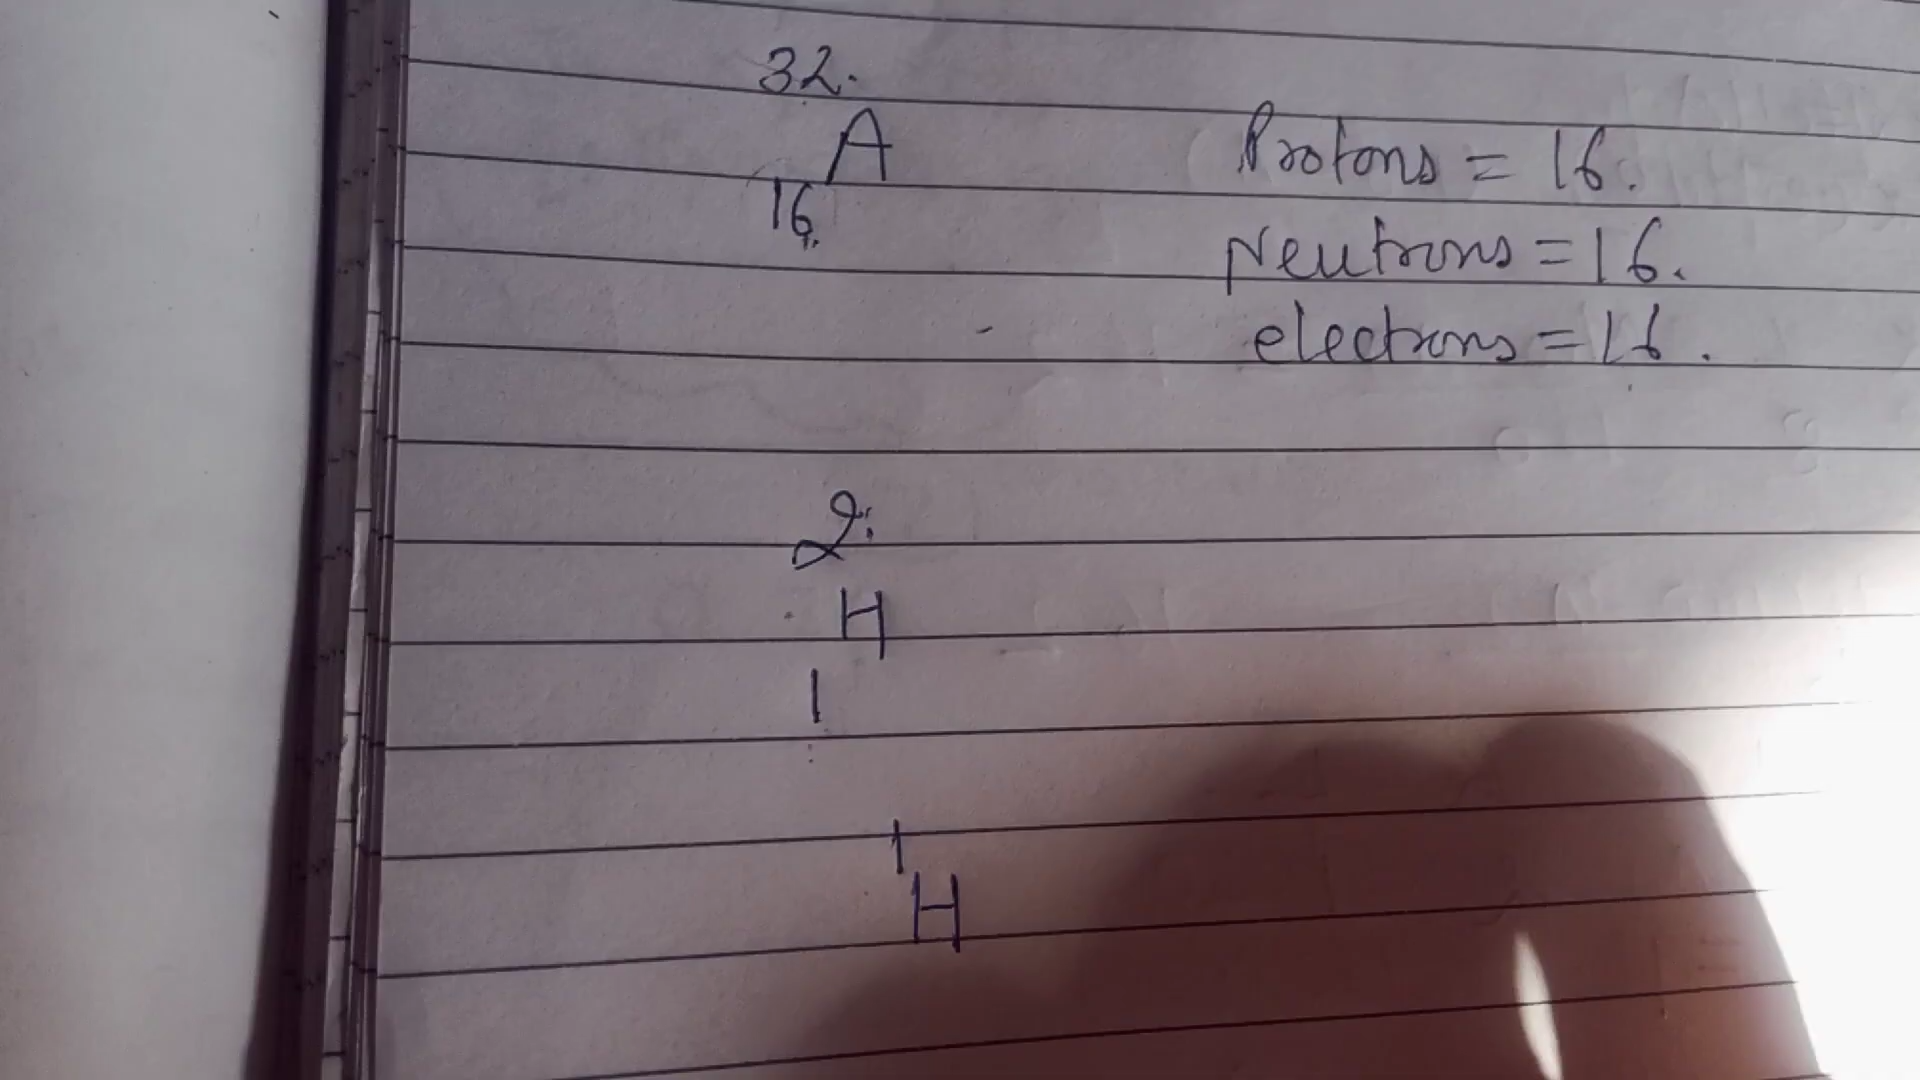 32.
A
16.
Protons = 16.
Neutrons = 16.
electrons = 16.
2
H
1
1
H